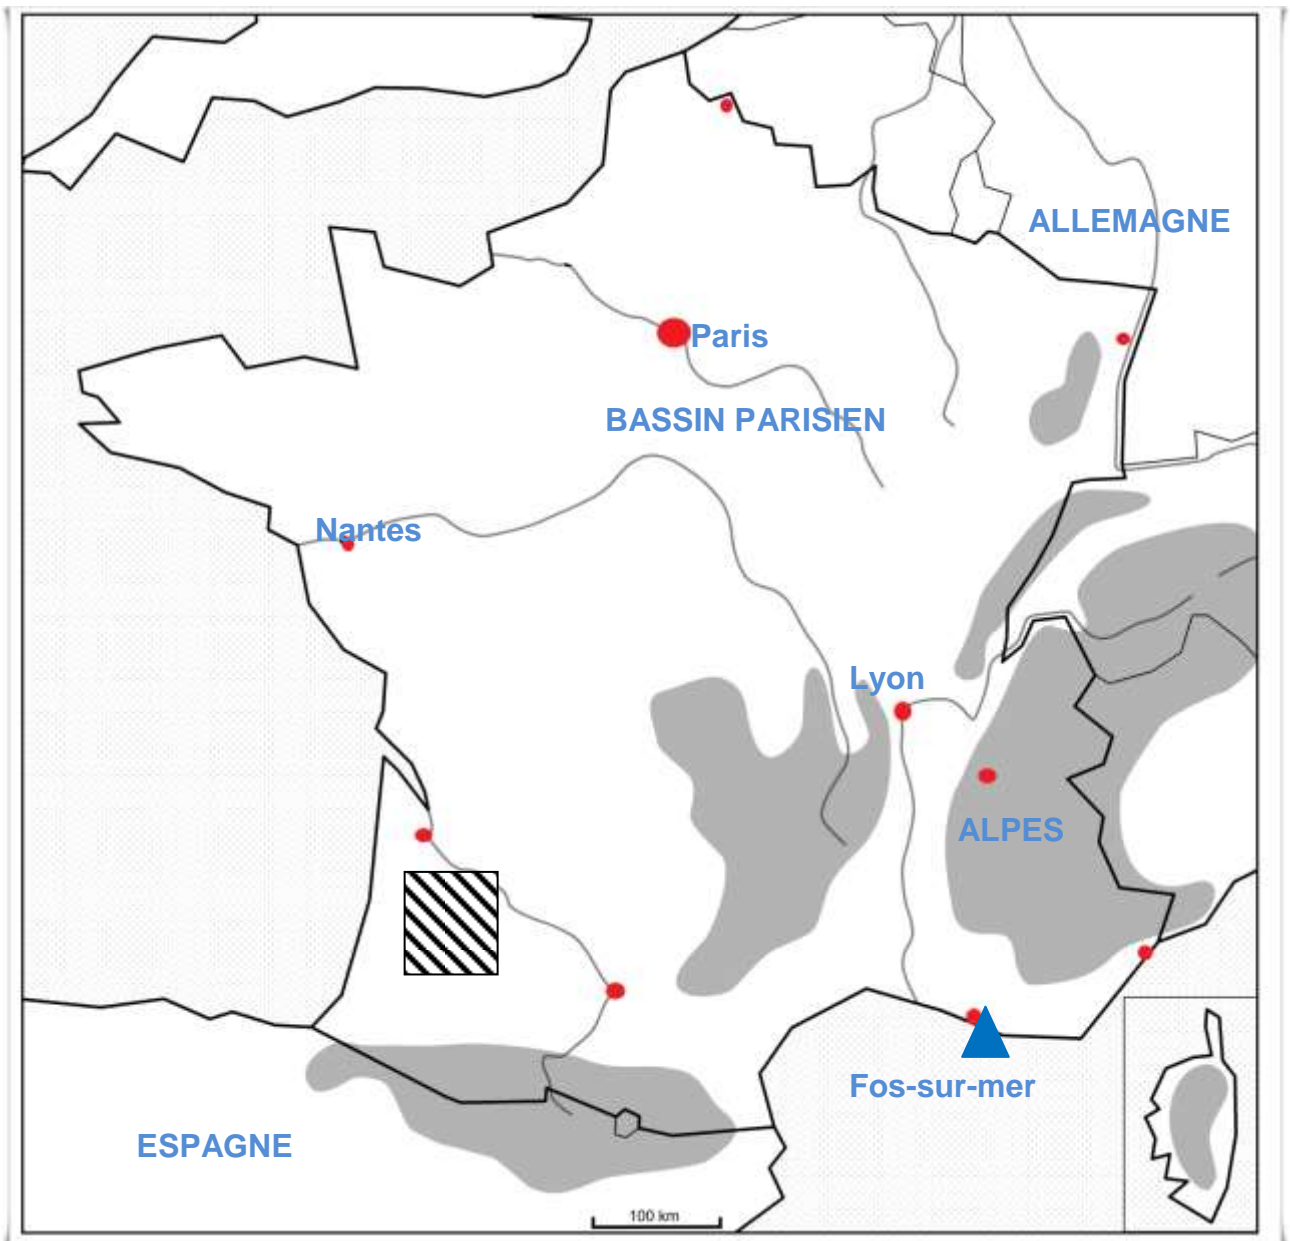 ALLEMAGNE
Paris
BASSIN PARISIEN
Nantes
Lyon
ALPES
Fos-sur-mer
ESPAGNE
100 km